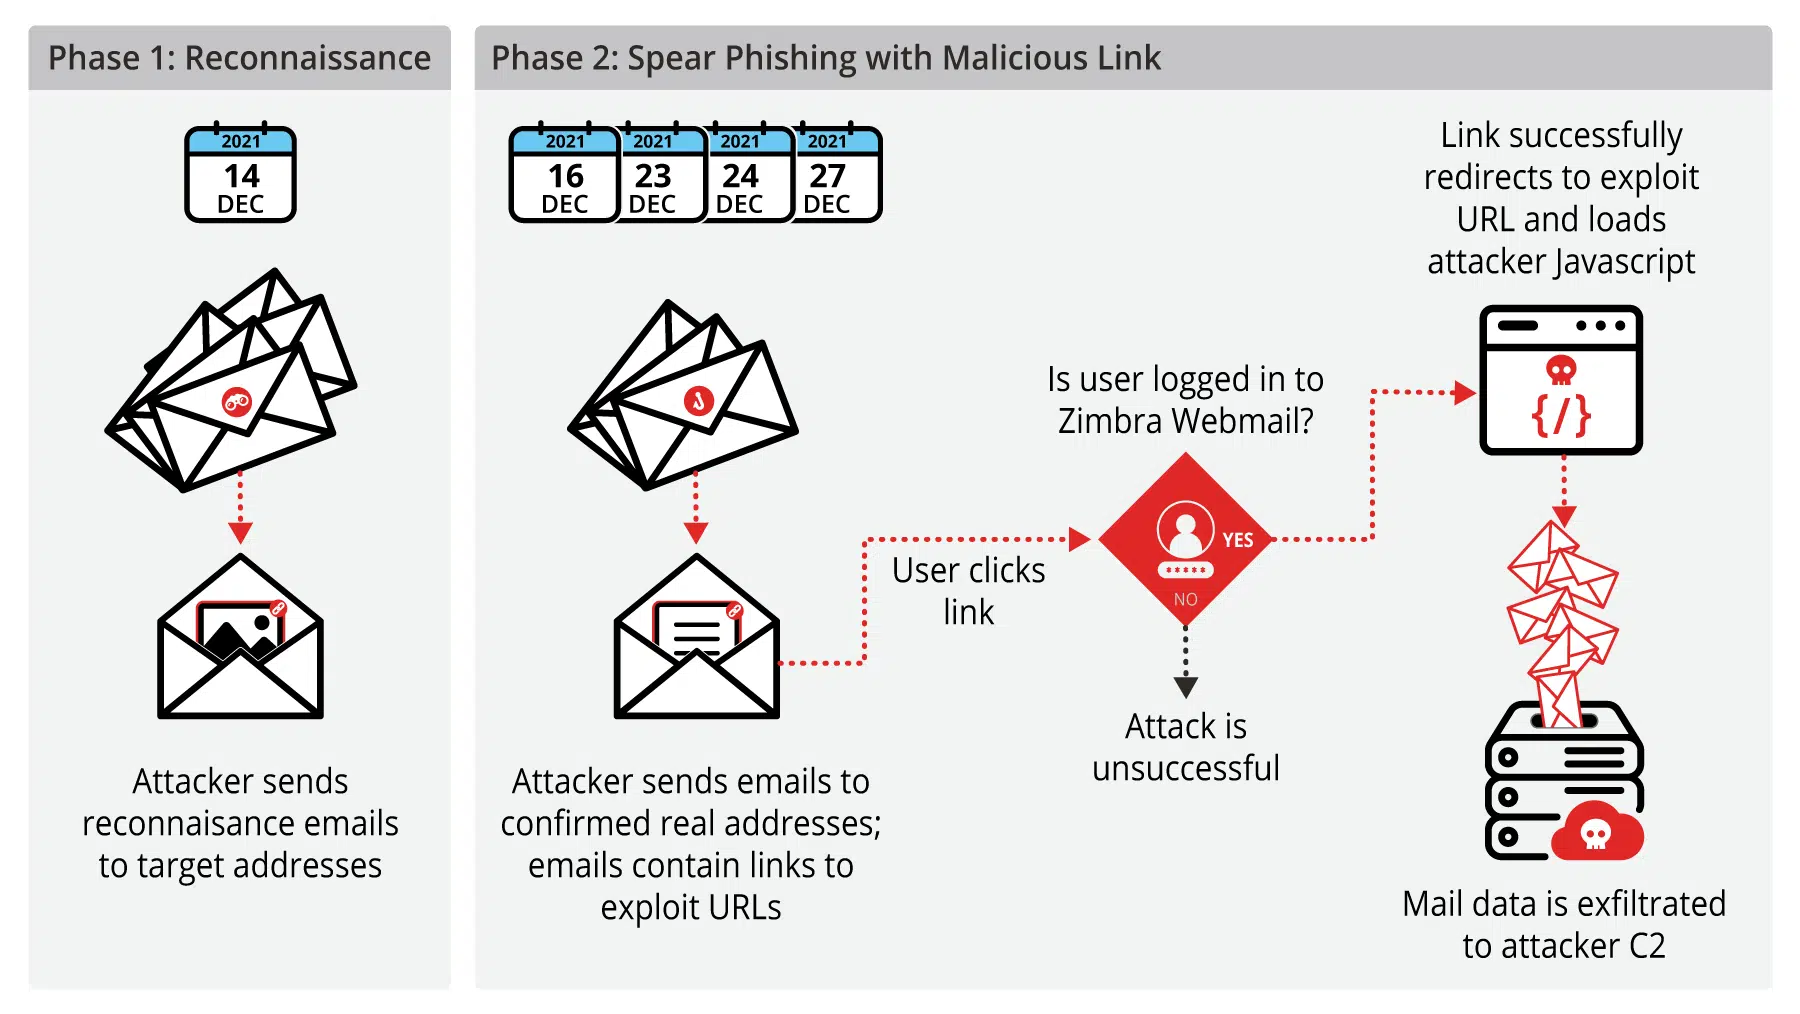 Phase 1: Reconnaissance
2021
14
DEC
Attacker sends
reconnaisance emails
to target addresses
Phase 2: Spear Phishing with Malicious Link
2021
16
DEC
2021
23
DEC
2021
24
DEC
2021
27
DEC
Attacker sends emails to
confirmed real addresses;
emails contain links to
exploit URLs
User clicks
link
Is user logged in to
Zimbra Webmail?
YES
*****
NO
Attack is
unsuccessful
Link successfully
redirects to exploit
URL and loads
attacker Javascript
{/}
Mail data is exfiltrated
to attacker C2